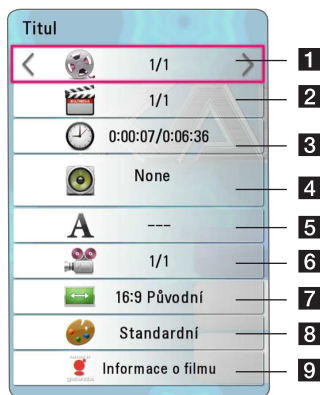 Titul
1/1 1
1/1 2
0:00:07/0:06:36 3
None 4
A --- 5
1/1 6
16:9 Původní 7
Standardní 8
Informace o filmu 9